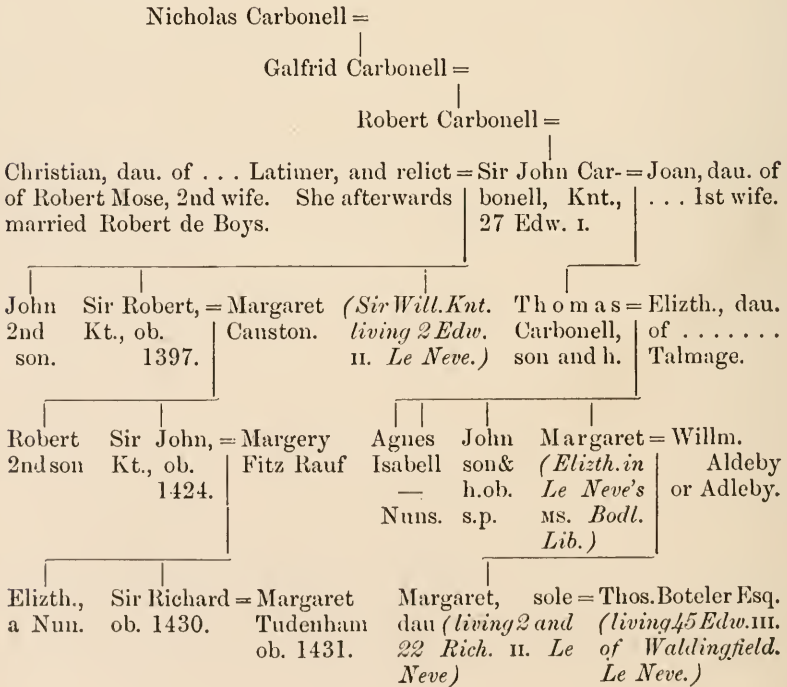 Nicholas Carbonell =
Galfrid Carbonell =
Robert Carbonell =
Christian, dau. of . . . Latimer, and relict = Sir John Car- = Joan, dau. of
of Robert Mose, 2nd wife. She afterwards bonell, Knt., . . . 1st wife.
married Robert de Boys. 27 Edw. I.
John Sir Robert, = Margaret (Sir Will. Knt. Thomas = Elizth., dau.
2nd Kt., ob. Causton. living 2 Edw. Carbonell, of . . . . . . .
son. 1397. II. Le Neve.) son and h. Talmage.
Robert Sir John, = Margery Agnes John Margaret = Willm.
2nd son Kt., ob. Fitz Rauf Isabell son & (Elizth. in Aldeby
1424. — h. ob. Le Neve's or Adleby.
Nuns. s.p. MS. Bodl.
Lib.)
Elizth., Sir Richard = Margaret Margaret, sole = Thos. Boteler Esq.
a Nun. ob. 1430. Tudenham dau (living 2 and (living 45 Edw. III.
ob. 1431. 22 Rich. II. Le of Waldingfield.
Neve) Le Neve.)